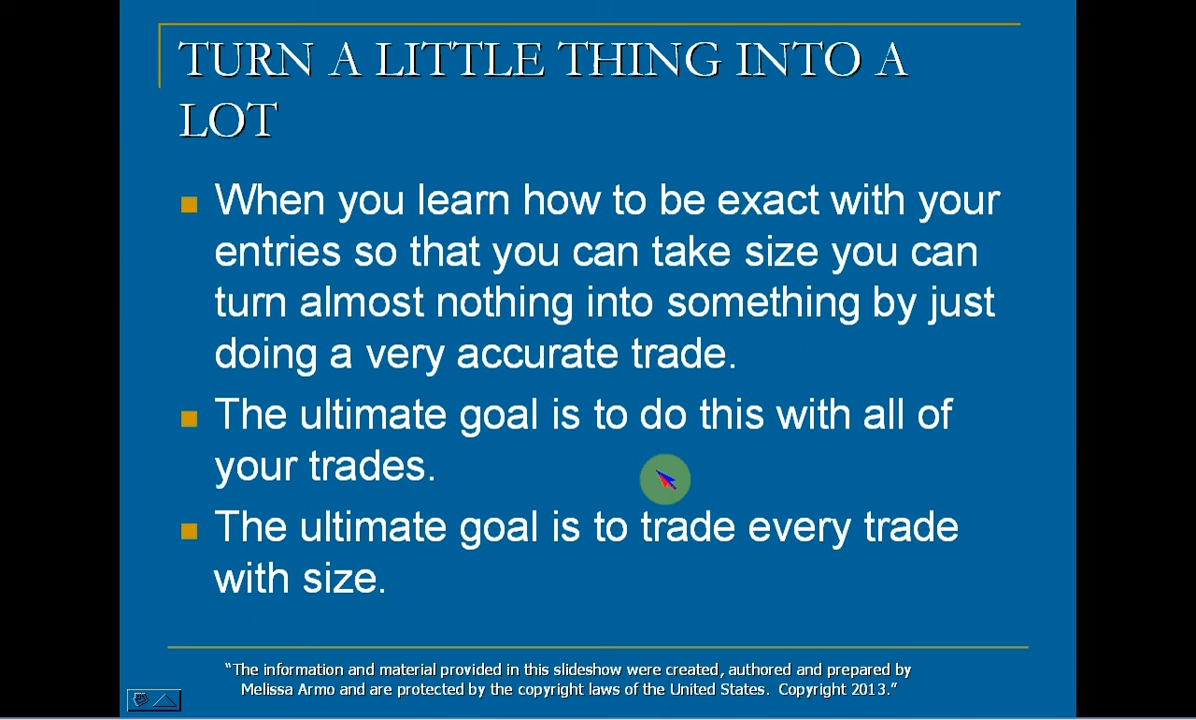 TURN A LITTLE THING INTO A
LOT
When you learn how to be exact with your
entries so that you can take size you can
turn almost nothing into something by just
doing a very accurate trade.
The ultimate goal is to do this with all of
your trades.
The ultimate goal is to trade every trade
with size.
“The information and material provided in this slideshow were created, authored and prepared by
Melissa Armo and are protected by the copyright laws of the United States.  Copyright 2013.”